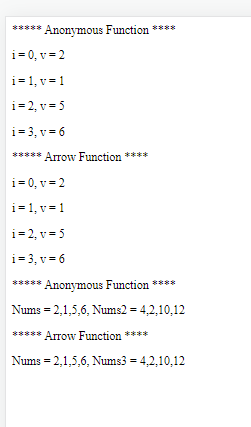 ***** Anonymous Function ****
i = 0, v = 2
i = 1, v = 1
i = 2, v = 5
i = 3, v = 6
***** Arrow Function ****
i = 0, v = 2
i = 1, v = 1
i = 2, v = 5
i = 3, v = 6
***** Anonymous Function ****
Nums = 2,1,5,6, Nums2 = 4,2,10,12
***** Arrow Function ****
Nums = 2,1,5,6, Nums3 = 4,2,10,12